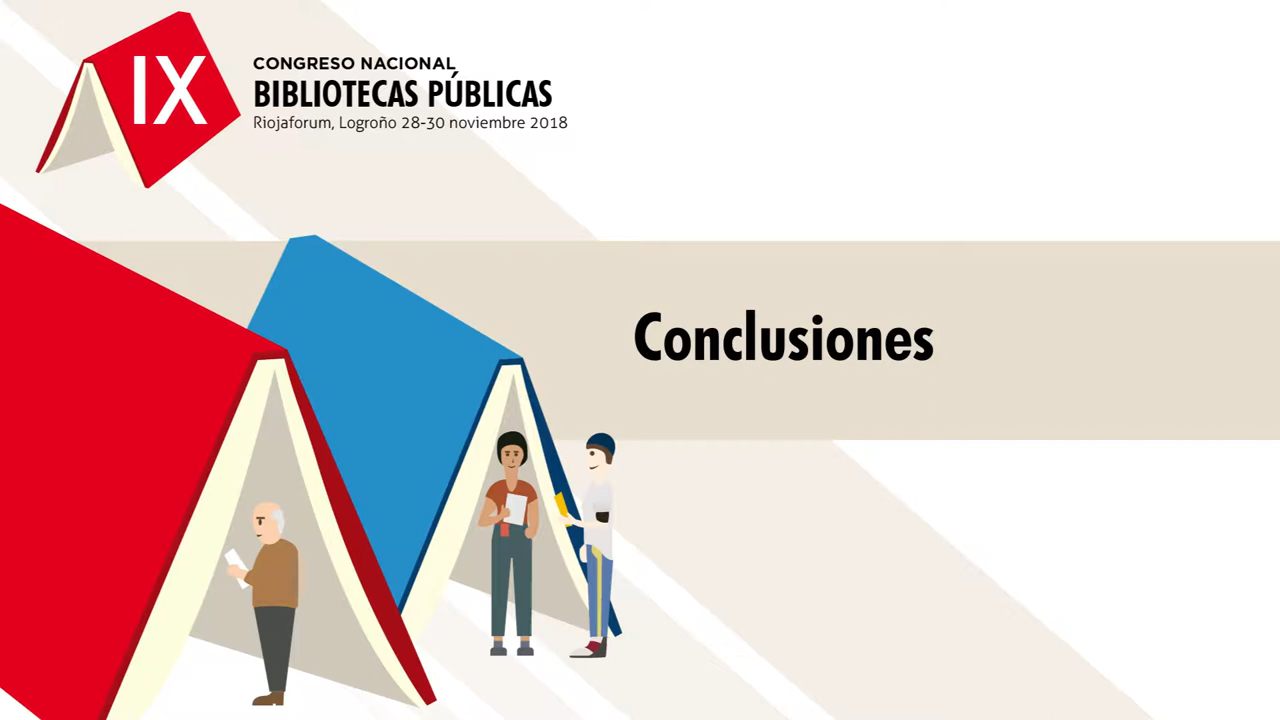 IX
CONGRESO NACIONAL
BIBLIOTECAS PÚBLICAS
Riojaforum, Logroño 28-30 noviembre 2018
Conclusiones